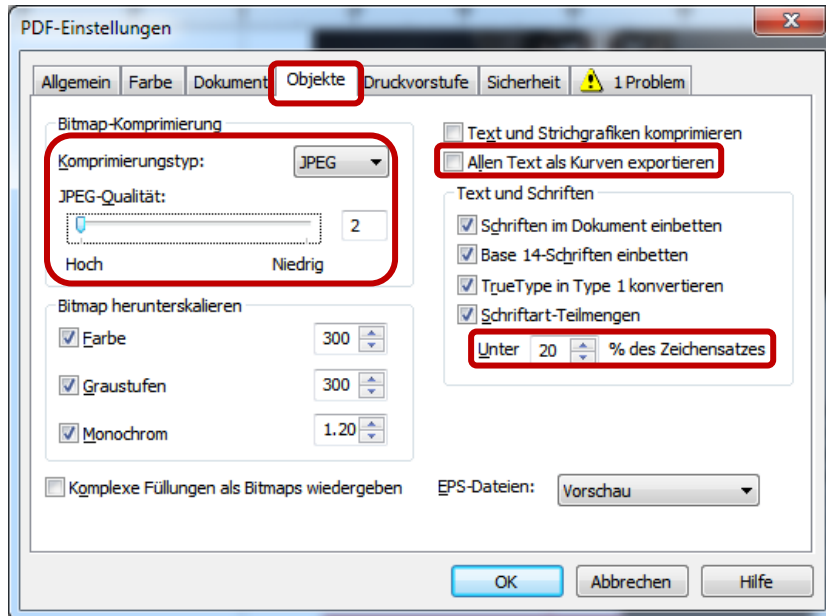 PDF-Einstellungen
Allgemein Farbe Dokument Objekte Druckvorstufe Sicherheit 1 Problem
Bitmap-Komprimierung
Komprimierungstyp: JPEG
JPEG-Qualität:
2
Hoch Niedrig
Bitmap herunterskalieren
Farbe 300
Graustufen 300
Monochrom 1.20
Komplexe Füllungen als Bitmaps wiedergeben
Text und Strichgrafiken komprimieren
Allen Text als Kurven exportieren
Text und Schriften
Schriften im Dokument einbetten
Base 14-Schriften einbetten
TrueType in Type 1 konvertieren
Schriftart-Teilmengen
Unter 20 % des Zeichensatzes
EPS-Dateien: Vorschau
OK Abbrechen Hilfe